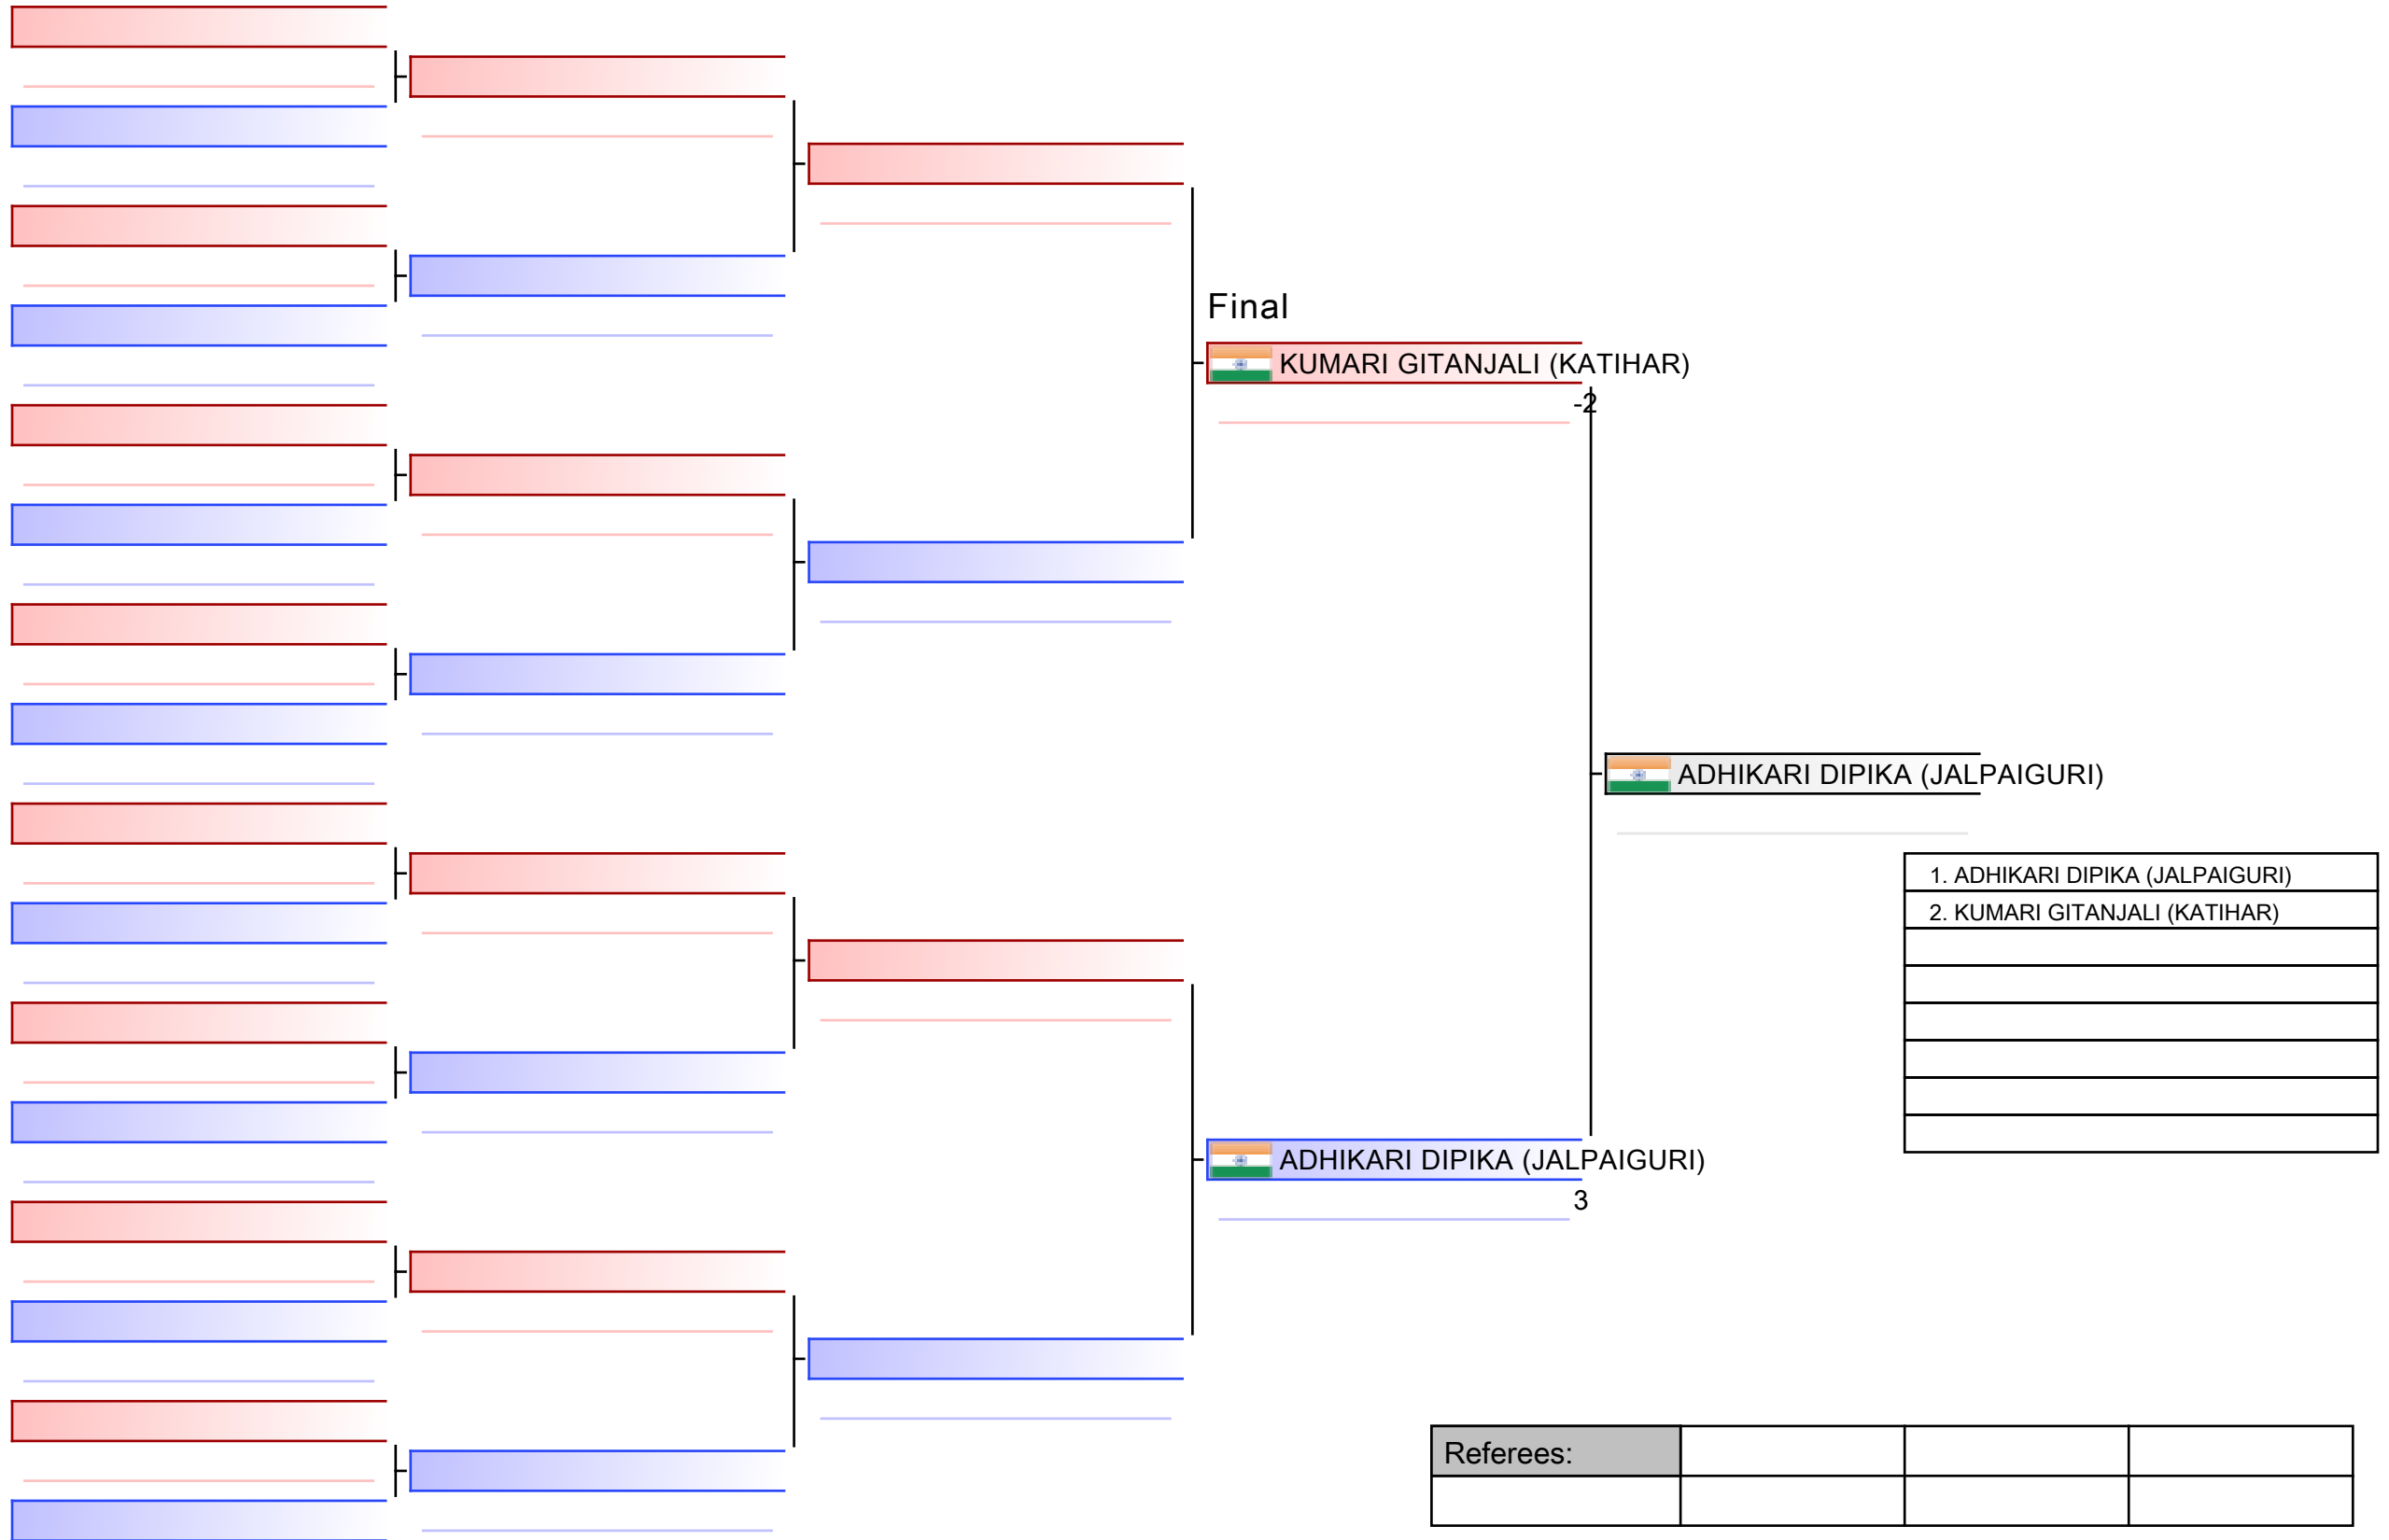 Final
KUMARI GITANJALI (KATIHAR)
-2
ADHIKARI DIPIKA (JALPAIGURI)
1. ADHIKARI DIPIKA (JALPAIGURI)
2. KUMARI GITANJALI (KATIHAR)
ADHIKARI DIPIKA (JALPAIGURI)
3
Referees: